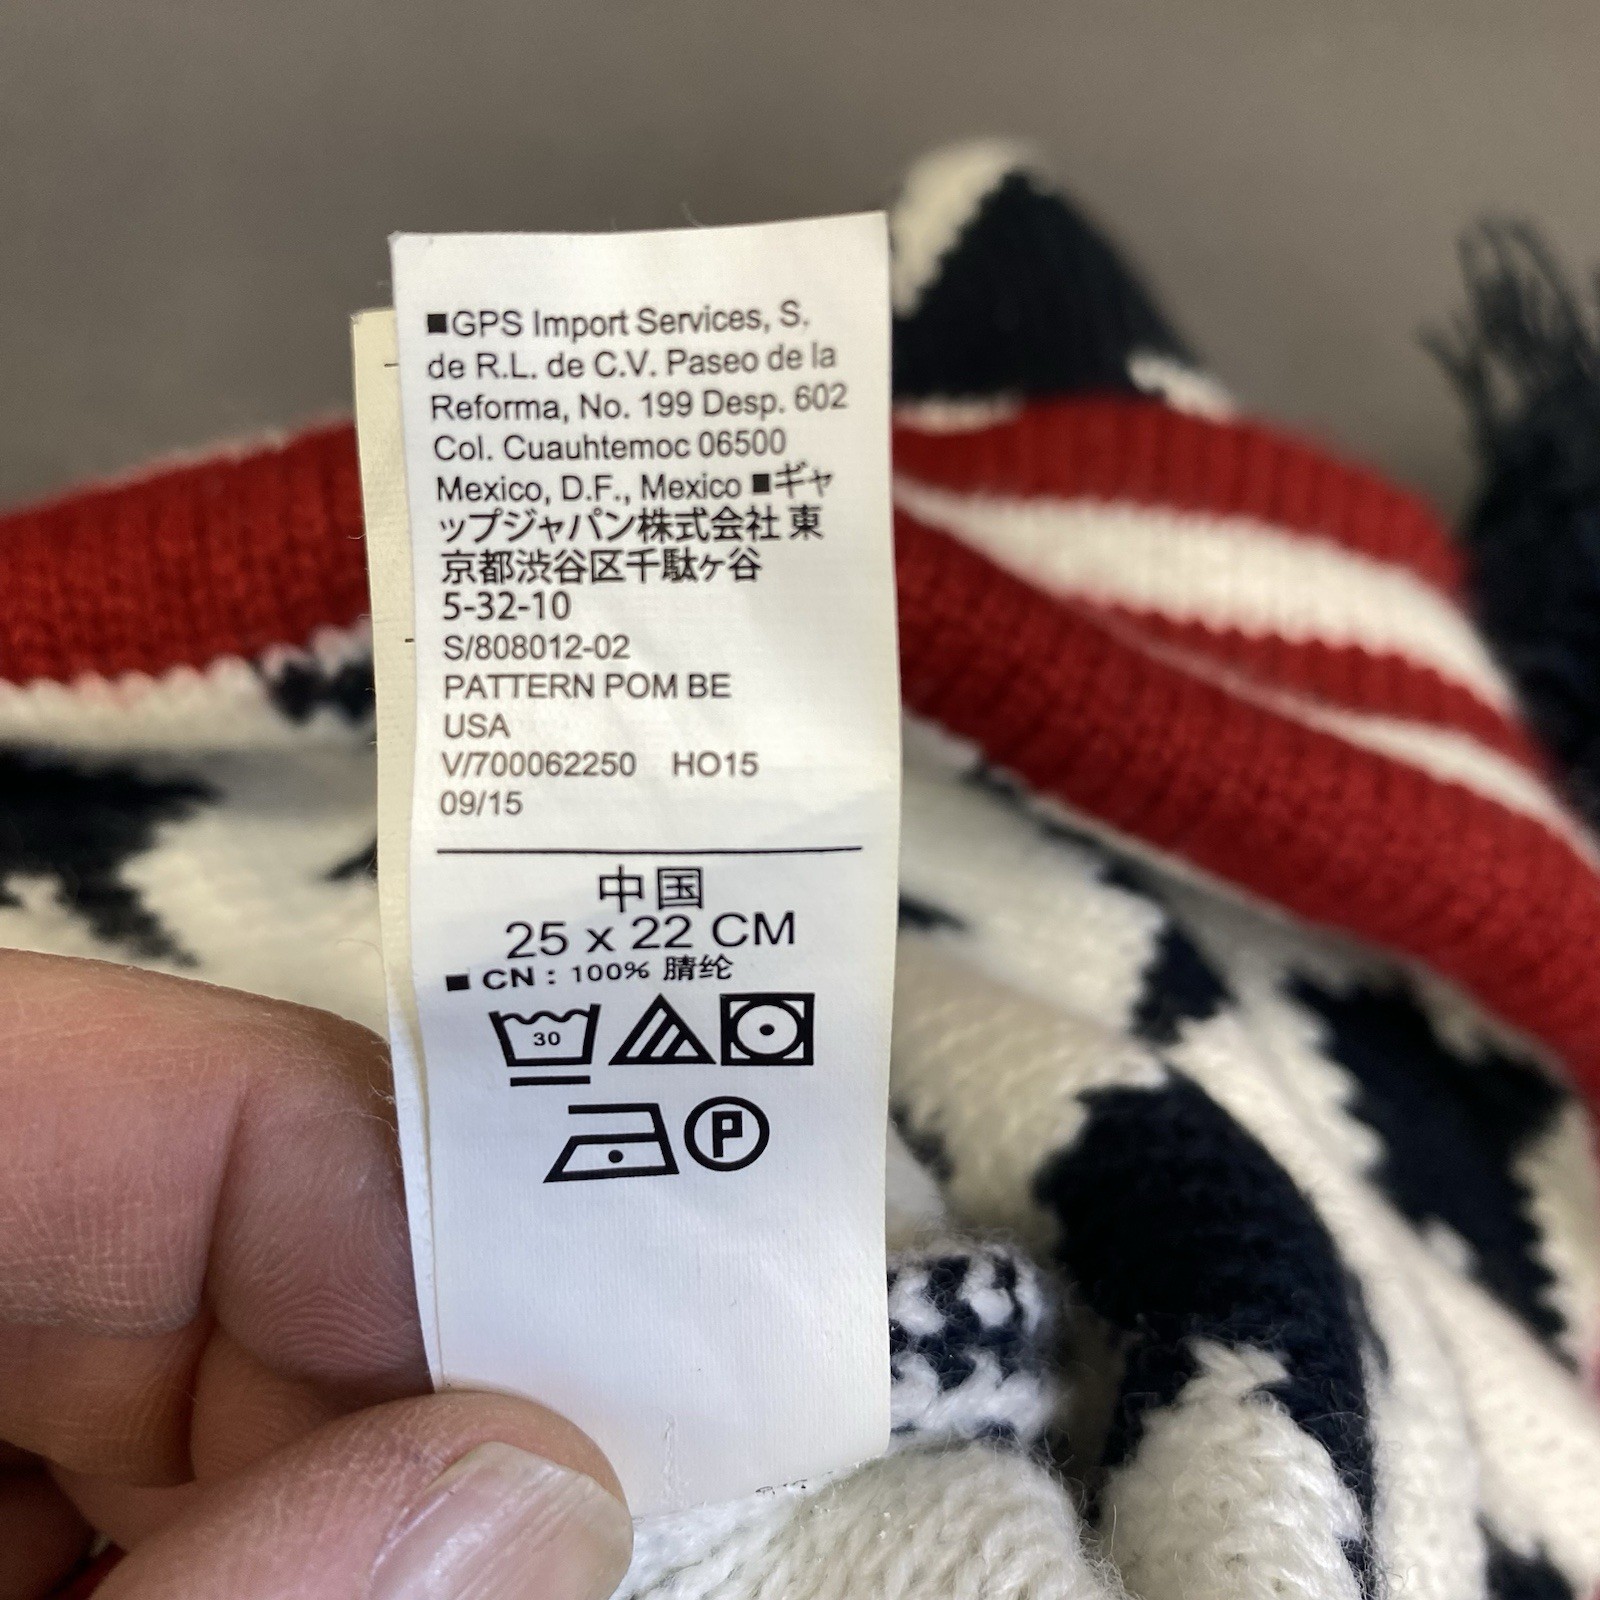 ■GPS Import Services, S.
de R.L. de C.V. Paseo de la
Reforma, No. 199 Desp. 602
Col. Cuauhtemoc 06500
Mexico, D.F., Mexico ■ギャ
ップジャパン株式会社 東
京都渋谷区千駄ヶ谷
5-32-10
S/808012-02
PATTERN POM BE
USA
V/700062250 HO15
09/15
中国
25 x 22 CM
■ CN : 100% 腈纶
30
P